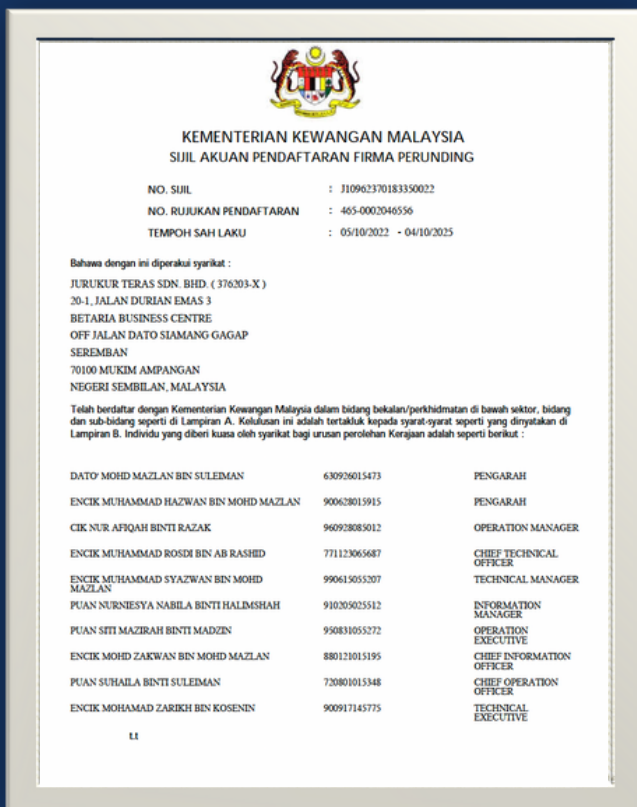 KEMENTERIAN KEWANGAN MALAYSIA
SIJIL AKUAN PENDAFTARAN FIRMA PERUNDING
NO. SIJIL : J10962370183350022
NO. RUJUKAN PENDAFTARAN : 465-0002046556
TEMPOH SAH LAKU : 05/10/2022 - 04/10/2025
Bahawa dengan ini diperakui syarikat :
JURUKUR TERAS SDN. BHD. ( 376203-X )
20-1, JALAN DURIAN EMAS 3
BETARIA BUSINESS CENTRE
OFF JALAN DATO SIAMANG GAGAP
SEREMBAN
70100 MUKIM AMPANGAN
NEGERI SEMBILAN, MALAYSIA
Telah berdaftar dengan Kementerian Kewangan Malaysia dalam bidang bekalan/perkhidmatan di bawah sektor, bidang
dan sub-bidang seperti di Lampiran A. Kelulusan ini adalah tertakluk kepada syarat-syarat seperti yang dinyatakan di
Lampiran B. Individu yang diberi kuasa oleh syarikat bagi urusan perolehan Kerajaan adalah seperti berikut :
DATO' MOHD MAZLAN BIN SULEIMAN 630926015473 PENGARAH
ENCIK MUHAMMAD HAZWAN BIN MOHD MAZLAN 900628015915 PENGARAH
CIK NUR AFIQAH BINTI RAZAK 960928085012 OPERATION MANAGER
ENCIK MUHAMMAD ROSDI BIN AB RASHID 771123065687 CHIEF TECHNICAL
OFFICER
ENCIK MUHAMMAD SYAZWAN BIN MOHD 990615055207 TECHNICAL MANAGER
MAZLAN
PUAN NURNIESYA NABILA BINTI HALIMSHAH 910205025512 INFORMATION
MANAGER
PUAN SITI MAZIRAH BINTI MADZIN 950831055272 OPERATION
EXECUTIVE
ENCIK MOHD ZAKWAN BIN MOHD MAZLAN 880121015195 CHIEF INFORMATION
OFFICER
PUAN SUHAILA BINTI SULEIMAN 720801015348 CHIEF OPERATION
OFFICER
ENCIK MOHAMAD ZARIKH BIN KOSENIN 900917145775 TECHNICAL
EXECUTIVE
t.t